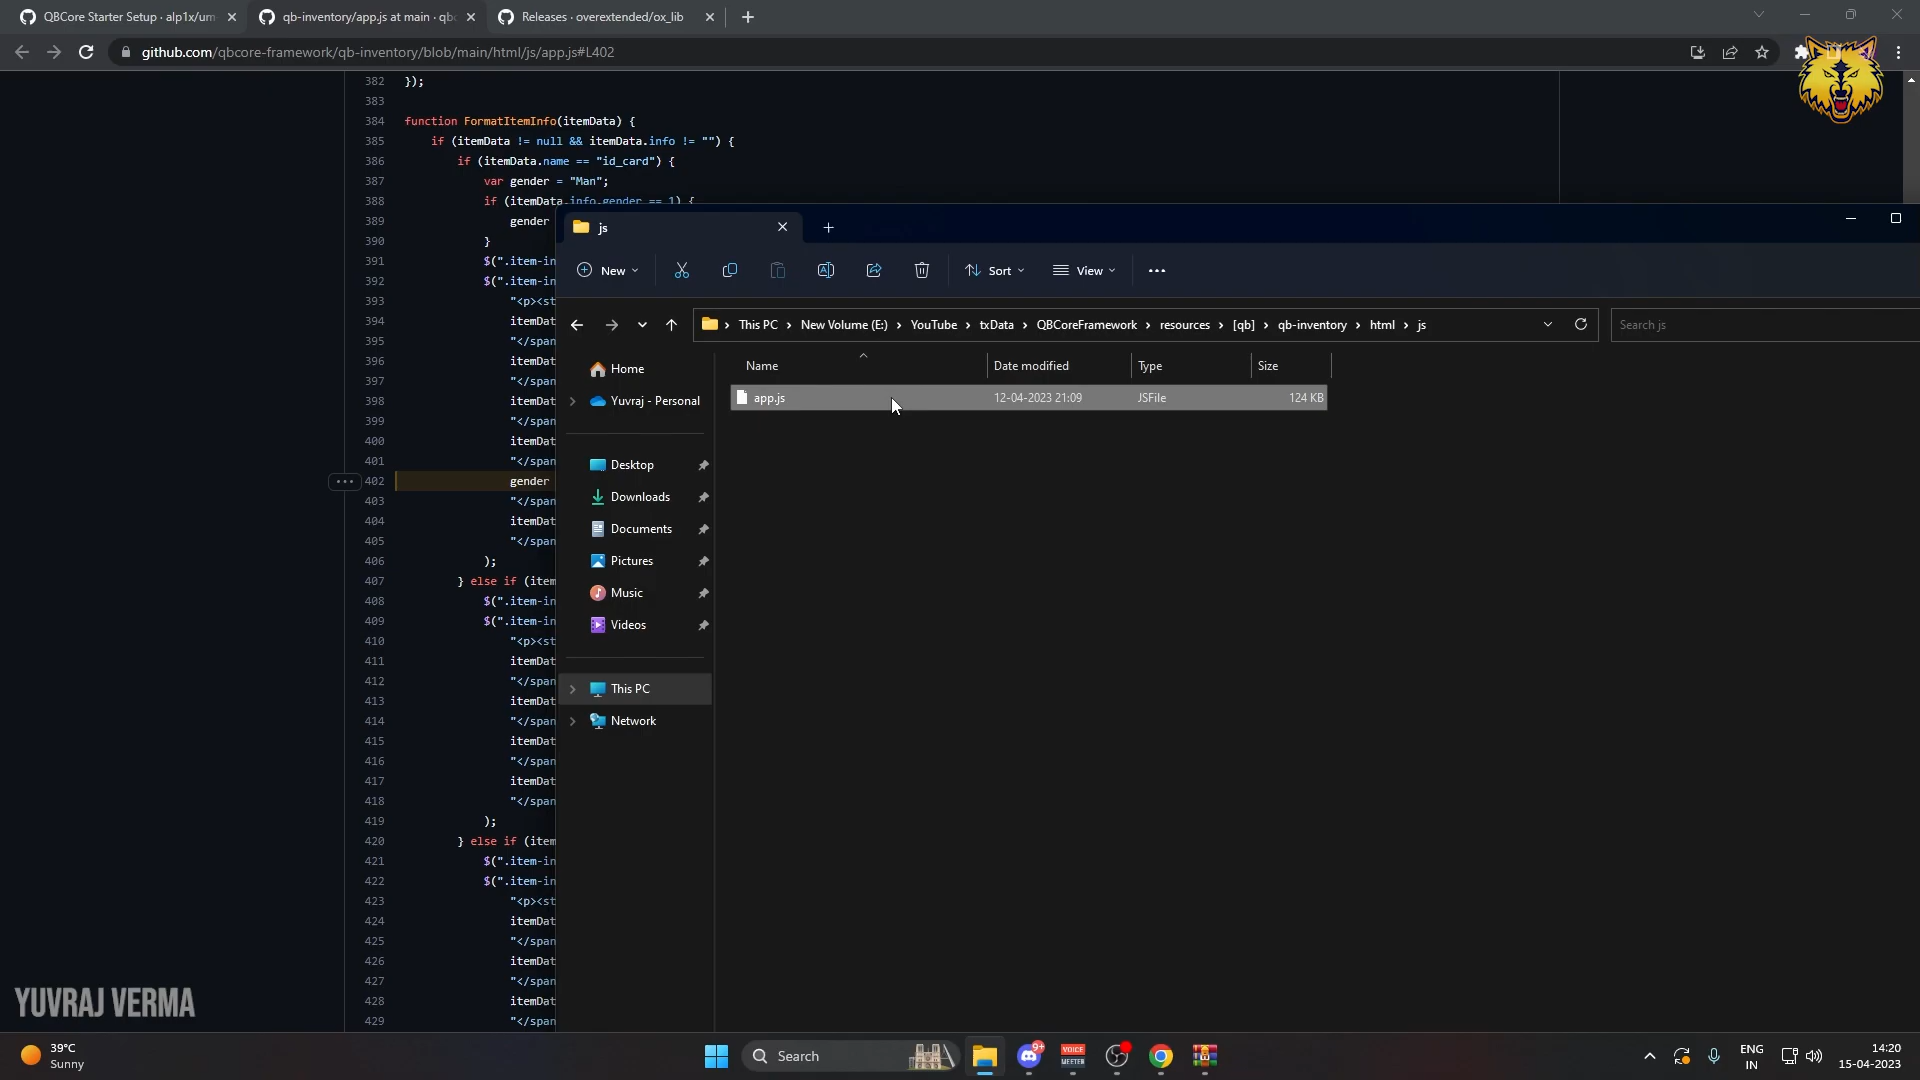 QBCore Starter Setup · alp1x/um-
qb-inventory/app.js at main · qbc
Releases · overextended/ox_lib
github.com/qbcore-framework/qb-inventory/blob/main/html/js/app.js#L402
382 });
383
384 function FormatItemInfo(itemData) {
385 if (itemData != null && itemData.info != "") {
386 if (itemData.name == "id_card") {
387 var gender = "Man";
388 if (itemData.info.gender == 1) {
389 gender
390 }
391 $(".item-in
392 $(".item-in
393 "<p><st
394 itemDat
395 "</span
396 itemDat
397 "</span
398 itemDat
399 "</span
400 itemDat
401 "</span
402 gender
403 "</span
404 itemDat
405 "</span
406 );
407 } else if (item
408 $(".item-in
409 $(".item-in
410 "<p><st
411 itemDat
412 "</span
413 itemDat
414 "</span
415 itemDat
416 "</span
417 itemDat
418 "</span
419 );
420 } else if (item
421 $(".item-in
422 $(".item-in
423 "<p><st
424 itemDat
425 "</span
426 itemDat
427 "</span
428 itemDat
429 "</span
js
New
Sort
View
This PC > New Volume (E:) > YouTube > txData > QBCoreFramework > resources > [qb] > qb-inventory > html > js
Search js
Name Date modified Type Size
app.js 12-04-2023 21:09 JSFile 124 KB
Home
Yuvraj - Personal
Desktop
Downloads
Documents
Pictures
Music
Videos
This PC
Network
YUVRAJ VERMA
39°C
Sunny
Search
9+
VOICE
MEETER
ENG
IN
14:20
15-04-2023